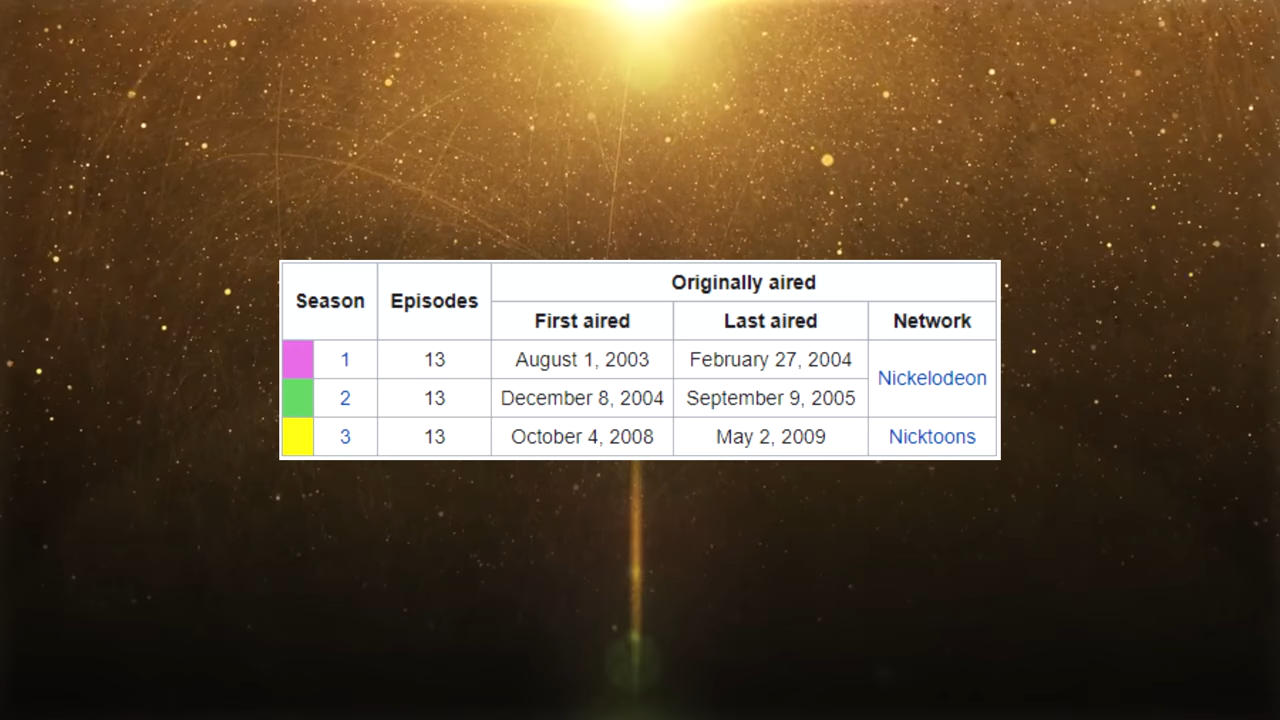 Season Episodes Originally aired
First aired Last aired Network
1 13 August 1, 2003 February 27, 2004 Nickelodeon
2 13 December 8, 2004 September 9, 2005
3 13 October 4, 2008 May 2, 2009 Nicktoons